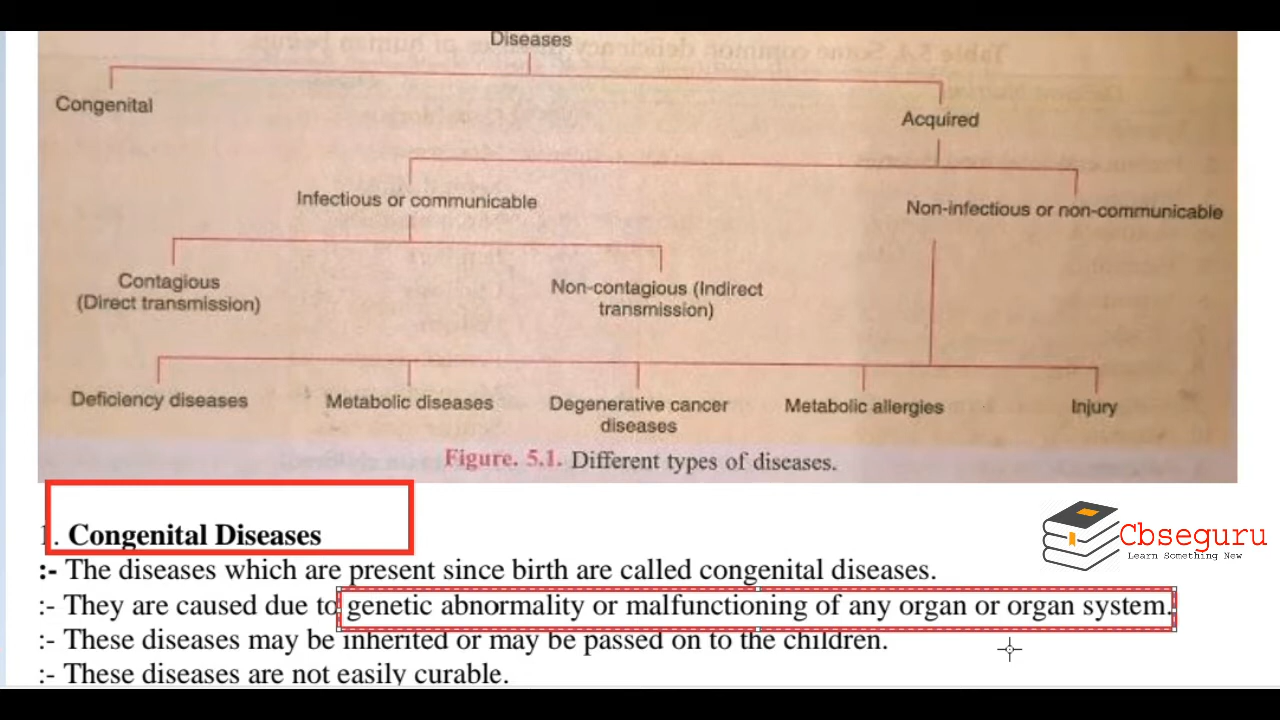 Diseases
Congenital
Acquired
Infectious or communicable
Non-infectious or non-communicable
Contagious
(Direct transmission)
Non-contagious (Indirect
transmission)
Deficiency diseases
Metabolic diseases
Degenerative cancer
diseases
Metabolic allergies
Injury
Figure. 5.1. Different types of diseases.
1. Congenital Diseases
:- The diseases which are present since birth are called congenital diseases.
:- They are caused due to genetic abnormality or malfunctioning of any organ or organ system.
:- These diseases may be inherited or may be passed on to the children.
:- These diseases are not easily curable.
Cbseguru
Learn Something New